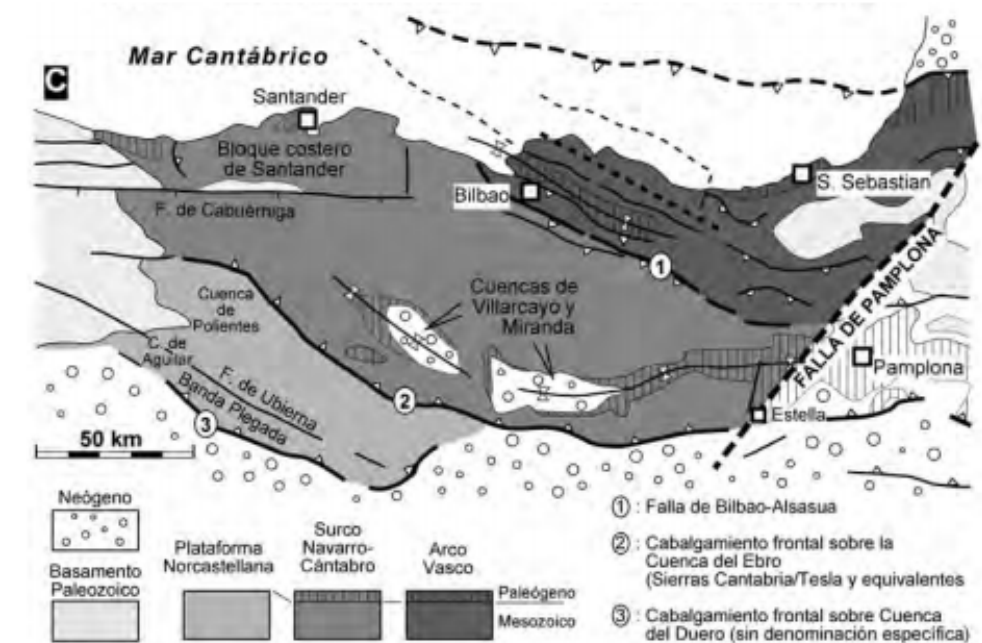 C
Mar Cantábrico
Santander
Bloque costero
de Santander
Bilbao
S. Sebastian
F. de Cabuérniga
1
FALLA DE PAMPLONA
Cuencas de
Villarcayo y
Miranda
Cuenca
de
Polientes
C. de
Aguilar
F. de Ubierna
Banda Plegada
2
3
Pamplona
Estella
50 km
Neógeno
Basamento
Paleozoico
Plataforma
Norcastellana
Surco
Navarro-
Cántabro
Arco
Vasco
Paleógeno
Mesozoico
1 : Falla de Bilbao-Alsasua
2 : Cabalgamiento frontal sobre la
Cuenca del Ebro
(Sierras Cantabria/Tesla y equivalentes
3 : Cabalgamiento frontal sobre Cuenca
del Duero (sin denominación específica)